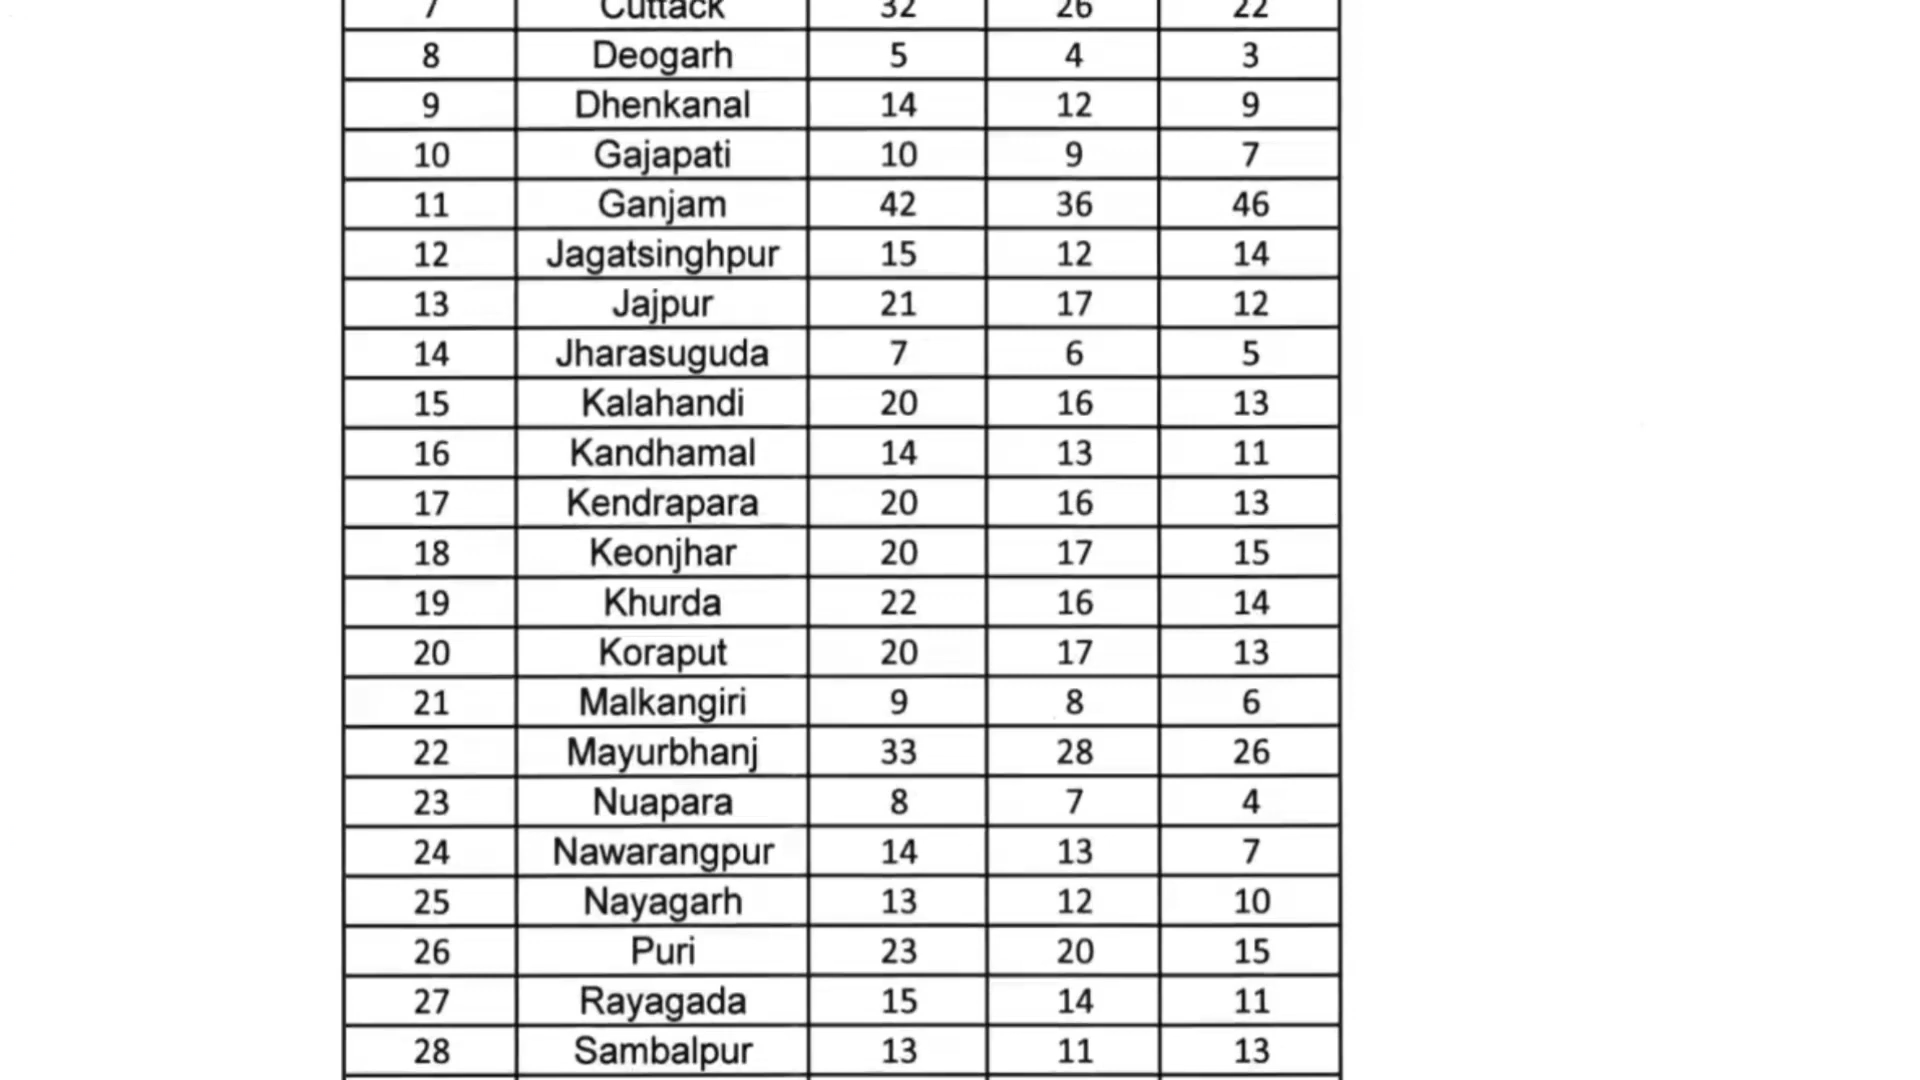 7 Cuttack 32 26 22
8 Deogarh 5 4 3
9 Dhenkanal 14 12 9
10 Gajapati 10 9 7
11 Ganjam 42 36 46
12 Jagatsinghpur 15 12 14
13 Jajpur 21 17 12
14 Jharasuguda 7 6 5
15 Kalahandi 20 16 13
16 Kandhamal 14 13 11
17 Kendrapara 20 16 13
18 Keonjhar 20 17 15
19 Khurda 22 16 14
20 Koraput 20 17 13
21 Malkangiri 9 8 6
22 Mayurbhanj 33 28 26
23 Nuapara 8 7 4
24 Nawarangpur 14 13 7
25 Nayagarh 13 12 10
26 Puri 23 20 15
27 Rayagada 15 14 11
28 Sambalpur 13 11 13